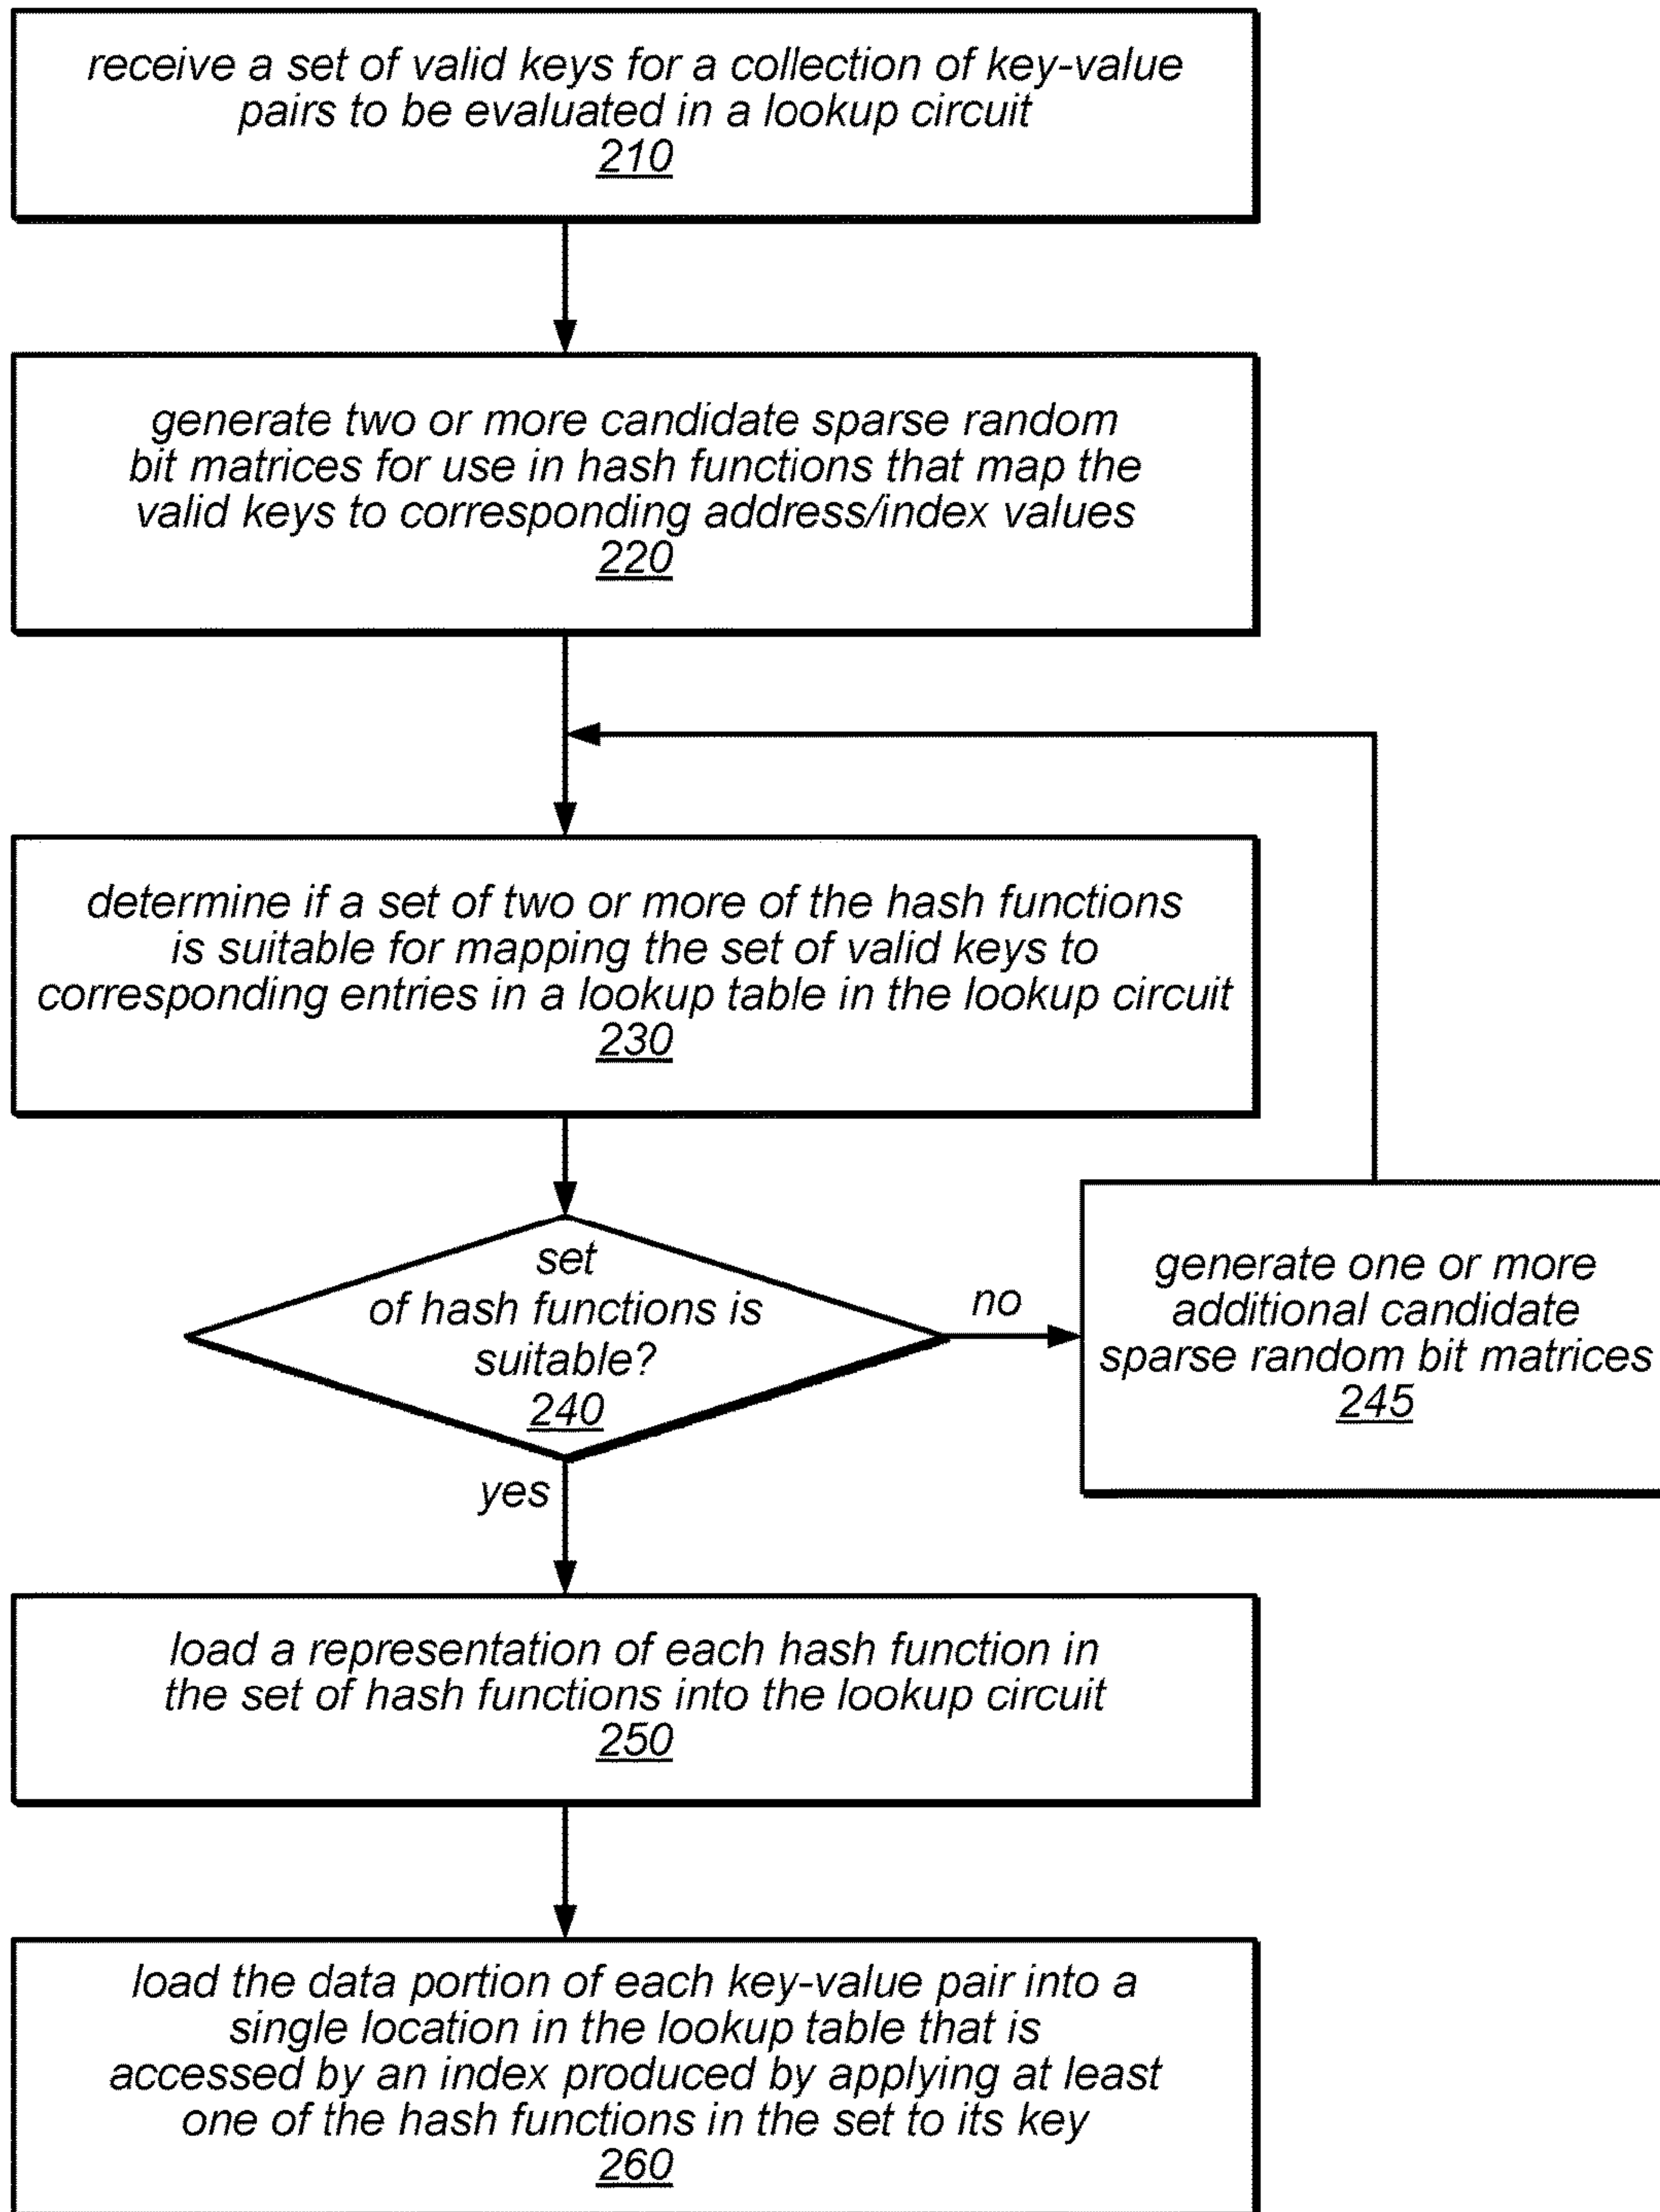 receive a set of valid keys for a collection of key-value
pairs to be evaluated in a lookup circuit
210
generate two or more candidate sparse random
bit matrices for use in hash functions that map the
valid keys to corresponding address/index values
220
determine if a set of two or more of the hash functions
is suitable for mapping the set of valid keys to
corresponding entries in a lookup table in the lookup circuit
230
set
of hash functions is
suitable?
240
no
generate one or more
additional candidate
sparse random bit matrices
245
yes
load a representation of each hash function in
the set of hash functions into the lookup circuit
250
load the data portion of each key-value pair into a
single location in the lookup table that is
accessed by an index produced by applying at least
one of the hash functions in the set to its key
260